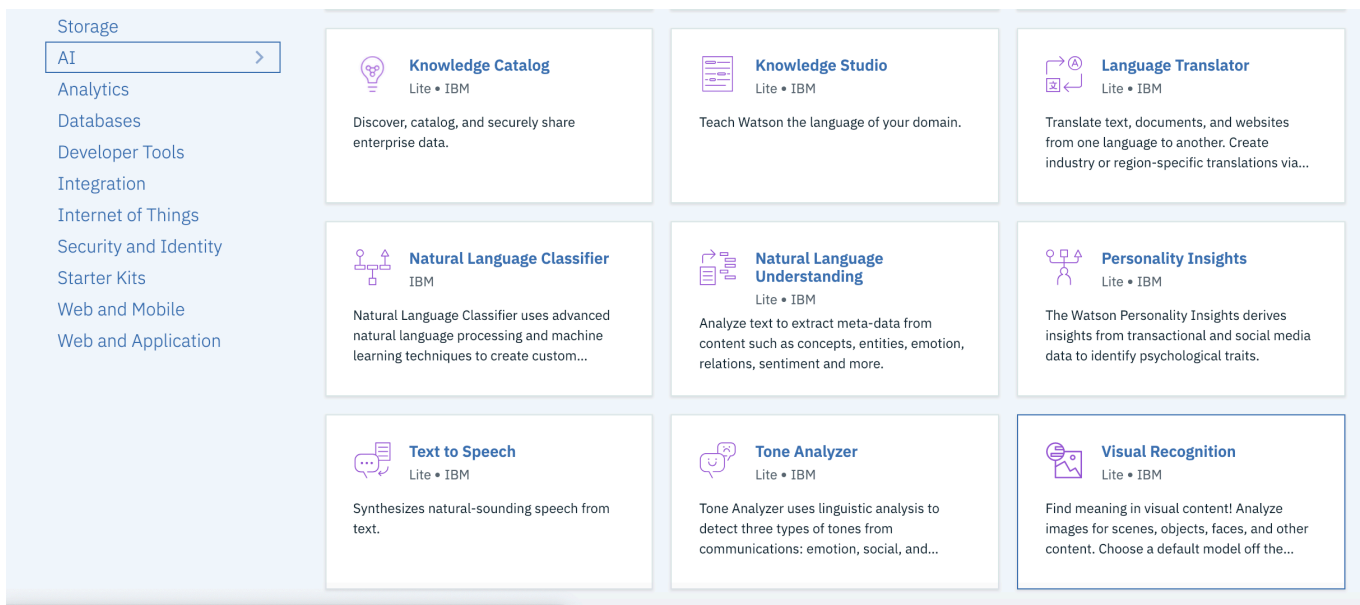 Storage
AI
Analytics
Databases
Developer Tools
Integration
Internet of Things
Security and Identity
Starter Kits
Web and Mobile
Web and Application
Knowledge Catalog
Lite • IBM
Discover, catalog, and securely share
enterprise data.
Knowledge Studio
Lite • IBM
Teach Watson the language of your domain.
Language Translator
Lite • IBM
Translate text, documents, and websites
from one language to another. Create
industry or region-specific translations via...
Natural Language Classifier
IBM
Natural Language Classifier uses advanced
natural language processing and machine
learning techniques to create custom...
Natural Language
Understanding
Lite • IBM
Analyze text to extract meta-data from
content such as concepts, entities, emotion,
relations, sentiment and more.
Personality Insights
Lite • IBM
The Watson Personality Insights derives
insights from transactional and social media
data to identify psychological traits.
Text to Speech
Lite • IBM
Synthesizes natural-sounding speech from
text.
Tone Analyzer
Lite • IBM
Tone Analyzer uses linguistic analysis to
detect three types of tones from
communications: emotion, social, and...
Visual Recognition
Lite • IBM
Find meaning in visual content! Analyze
images for scenes, objects, faces, and other
content. Choose a default model off the...